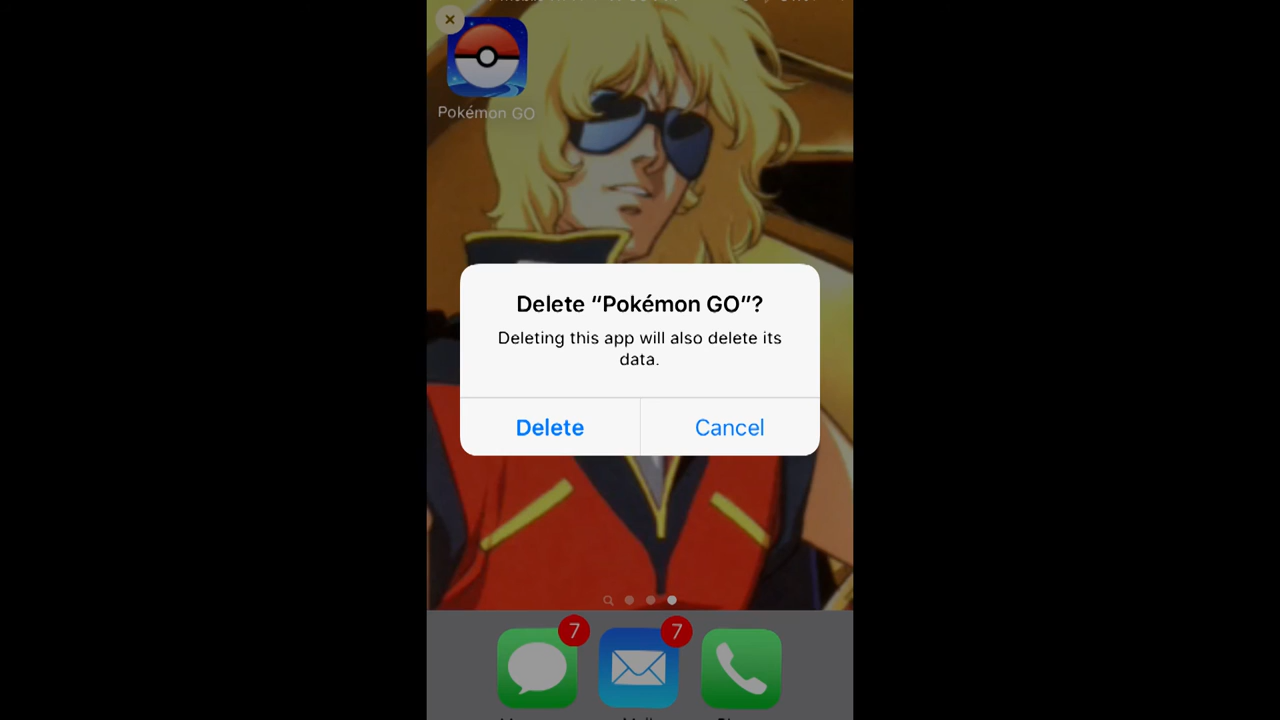 Pokémon GO
Delete “Pokémon GO”?
Deleting this app will also delete its
data.
Delete
Cancel
7
7